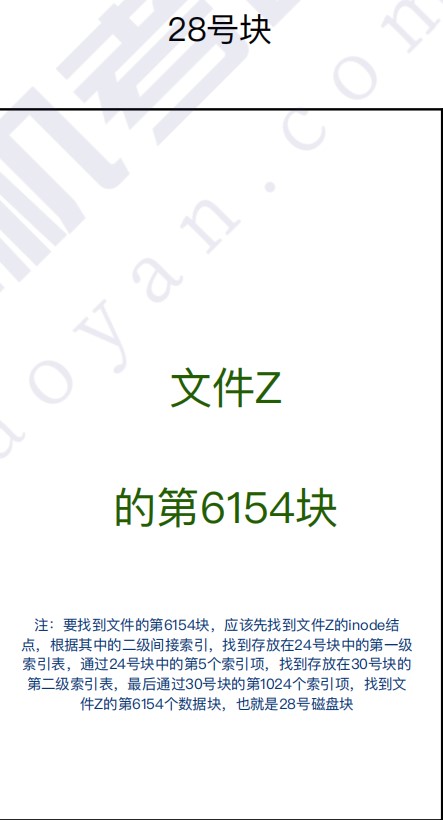 28号块
文件Z
的第6154块
注：要找到文件的第6154块，应该先找到文件Z的inode结
点，根据其中的二级间接索引，找到存放在24号块中的第一级
索引表，通过24号块中的第5个索引项，找到存放在30号块的
第二级索引表，最后通过30号块的第1024个索引项，找到文
件Z的第6154个数据块，也就是28号磁盘块
机考
aoyan.com